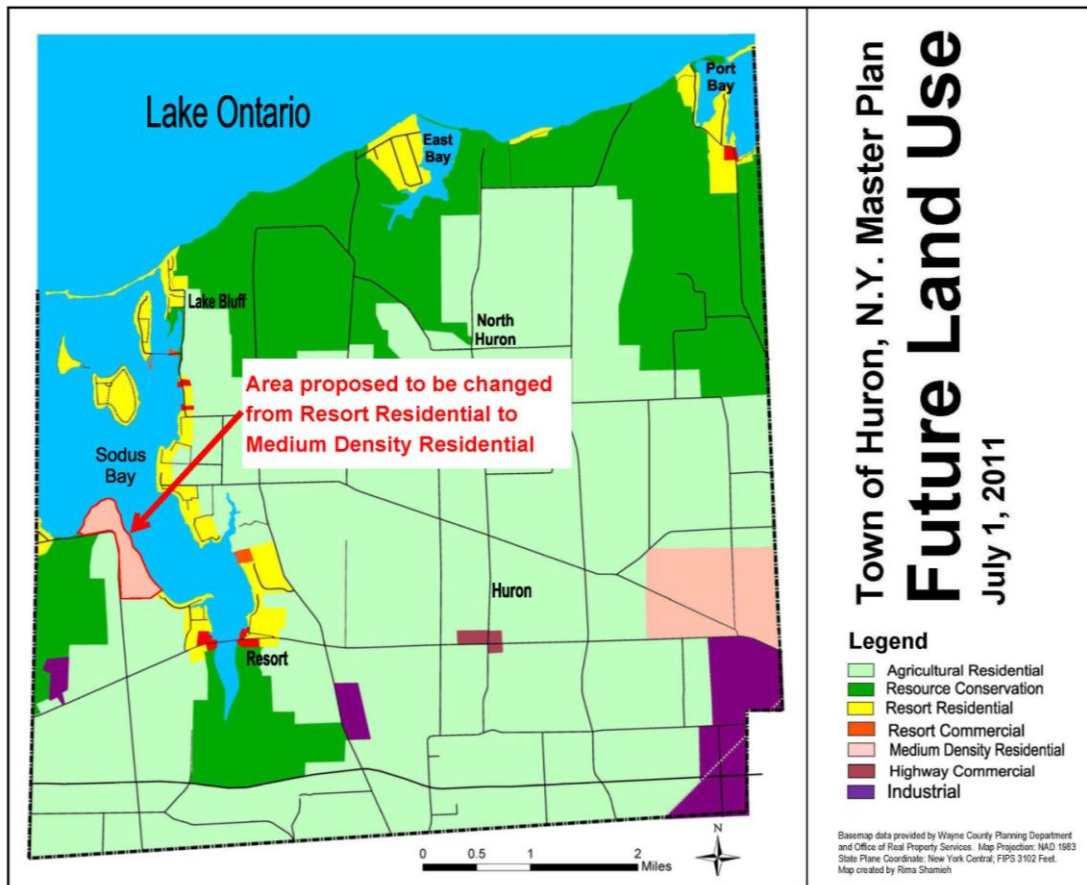 Lake Ontario
Port
Bay
East
Bay
Lake Bluff
North
Huron
Area proposed to be changed
from Resort Residential to
Medium Density Residential
Sodus
Bay
Huron
Resort
0 0.5 1 2
Miles
N
Town of Huron, N.Y. Master Plan
Future Land Use
July 1, 2011
Legend
Agricultural Residential
Resource Conservation
Resort Residential
Resort Commercial
Medium Density Residential
Highway Commercial
Industrial
Basemap data provided by Wayne County Planning Department
and Office of Real Property Services. Map Projection: NAD 1983
State Plane Coordinate: New York Central; FIPS 3102 Feet.
Map created by Rima Shamieh